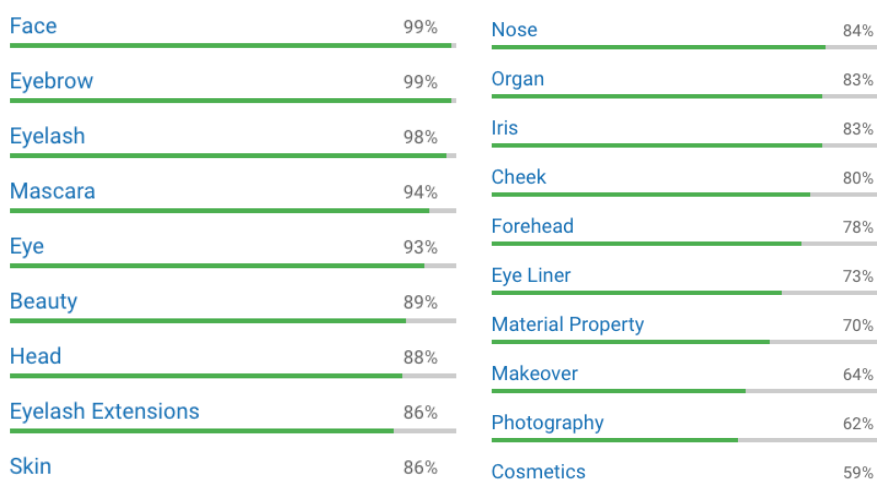 Face 99%
Eyebrow 99%
Eyelash 98%
Mascara 94%
Eye 93%
Beauty 89%
Head 88%
Eyelash Extensions 86%
Skin 86%
Nose 84%
Organ 83%
Iris 83%
Cheek 80%
Forehead 78%
Eye Liner 73%
Material Property 70%
Makeover 64%
Photography 62%
Cosmetics 59%